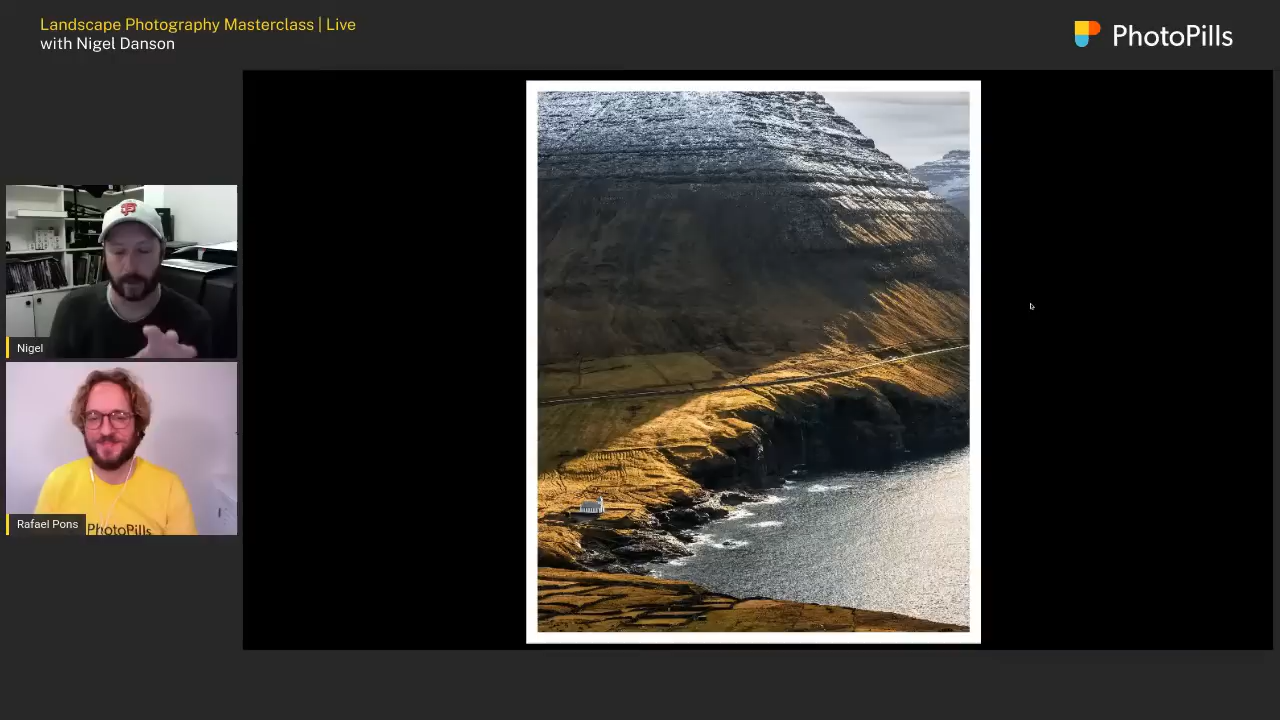 Landscape Photography Masterclass | Live
with Nigel Danson
PhotoPills
Nigel
Rafael Pons
PhotoPills